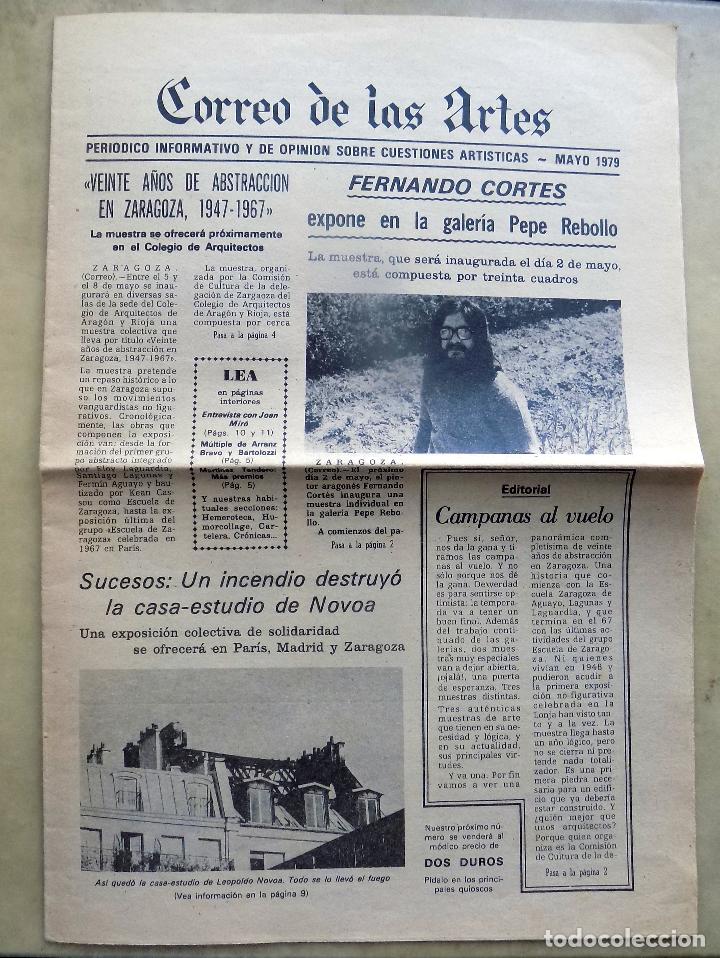 Correo de las Artes
PERIODICO INFORMATIVO Y DE OPINION SOBRE CUESTIONES ARTISTICAS ~ MAYO 1979
«VEINTE AÑOS DE ABSTRACCION
EN ZARAGOZA, 1947-1967»
La muestra se ofrecerá próximamente
en el Colegio de Arquitectos
ZARAGOZA.
(Correo).—Entre el 5 y
el 8 de mayo se inau-
gurará en diversas sa-
las de la sede del Cole-
gio de Arquitectos de
Aragón y Rioja una
muestra colectiva que
lleva por título «Veinte
años de abstracción en
Zaragoza, 1947-1967».
La muestra pretende
un repaso histórico a lo
que en Zaragoza supu-
so los movimientos
vanguardistas no figu-
rativos. Cronológica-
mente, las obras que
componen la exposi-
ción van: desde la for-
mación del primer gru-
po abstracto integrado
por Eloy Laguardia,
Santiago Lagunas y
Fermín Aguayo y bau-
tizado por Kean Cas-
sou como Escuela de
Zaragoza, hasta la ex-
posición última del
grupo «Escuela de Za-
ragoza» celebrada en
1967 en París.
La muestra, organi-
zada por la Comisión
de Cultura de la dele-
gación de Zargaoza del
Colegio de Arquitectos
de Aragón y Rioja, está
compuesta por cerca
Pasa a la página 4
LEA
en páginas
interiores
Entrevista con Joan
Miró
(Págs. 10 y 11)
Múltiple de Arranz
Bravo y Bartolozzi
(Pág. 5)
Martínez Tendero:
Más premios
(Pág. 5)
Y nuestras habi-
tuales secciones:
Hemeroteca, Hu-
morcollage, Car-
telera. Crónicas...
FERNANDO CORTES
expone en la galería Pepe Rebollo
La muestra, que será inaugurada el día 2 de mayo,
está compuesta por treinta cuadros
ZARAGOZA.
(Correo).—El próximo
día 2 de mayo, el pin-
tor aragonés Fernando
Cortés inaugura una
muestra individual en
la galería Pepe Rebo-
llo.
A comienzos del pa-
Pasa a la página 2
Sucesos: Un incendio destruyó
la casa-estudio de Novoa
Una exposición colectiva de solidaridad
se ofrecerá en París, Madrid y Zaragoza
Así quedó la casa-estudio de Leopoldo Novoa. Todo se lo llevó el fuego
(Vea información en la página 9)
Editorial
Campanas al vuelo
Pues sí, señor,
nos da la gana y ti-
ramos las campa-
nas al vuelo. Y no
sólo porque nos dé
la gana. Deverdad
es para sentirse op-
timista: la tempora-
da va a tener un
buen final. Además
del trabajo conti-
nuado de las ga-
lerías, dos mues-
tras muy especiales
van a dejar abierta,
¡ojalá!, una puerta
de esperanza. Tres
muestras distintas.
Tres auténticas
muestras de arte
que tienen en su ne-
cesidad y lógica, y
en su actualidad,
sus principales vir-
tudes.
Y va una. Por fin
vamos a ver una
panorámica com-
pletísima de veinte
años de abstracción
en Zaragoza. Una
historia que co-
mienza con la Es-
cuela Zaragoza de
Aguayo, Lagunas y
Laguardia, y que
termina en el 67
con las últimas ac-
tividades del grupo
Escuela de Zarago-
za. Ni quienes
vivían en 1948 y
pudieron acudir a
la primera exposi-
ción no figurativa
celebrada en la
Lonja han visto tan-
to y a la vez. La
muestra llega hasta
un año lógico, pero
no se cierra ni pre-
tende nada totali-
zador. Es una pri-
mera piedra nece-
saria para un edifi-
cio que ya debería
estar construido. Y
¿quién mejor que
unos arquitectos?
Porque quien orga-
niza es la Comisión
de Cultura de la de-
Pasa a la página 2
Nuestro próximo nú-
mero se venderá al
módico precio de
DOS DUROS
Pídalo en los princi-
pales quioscos
todocoleccion.net